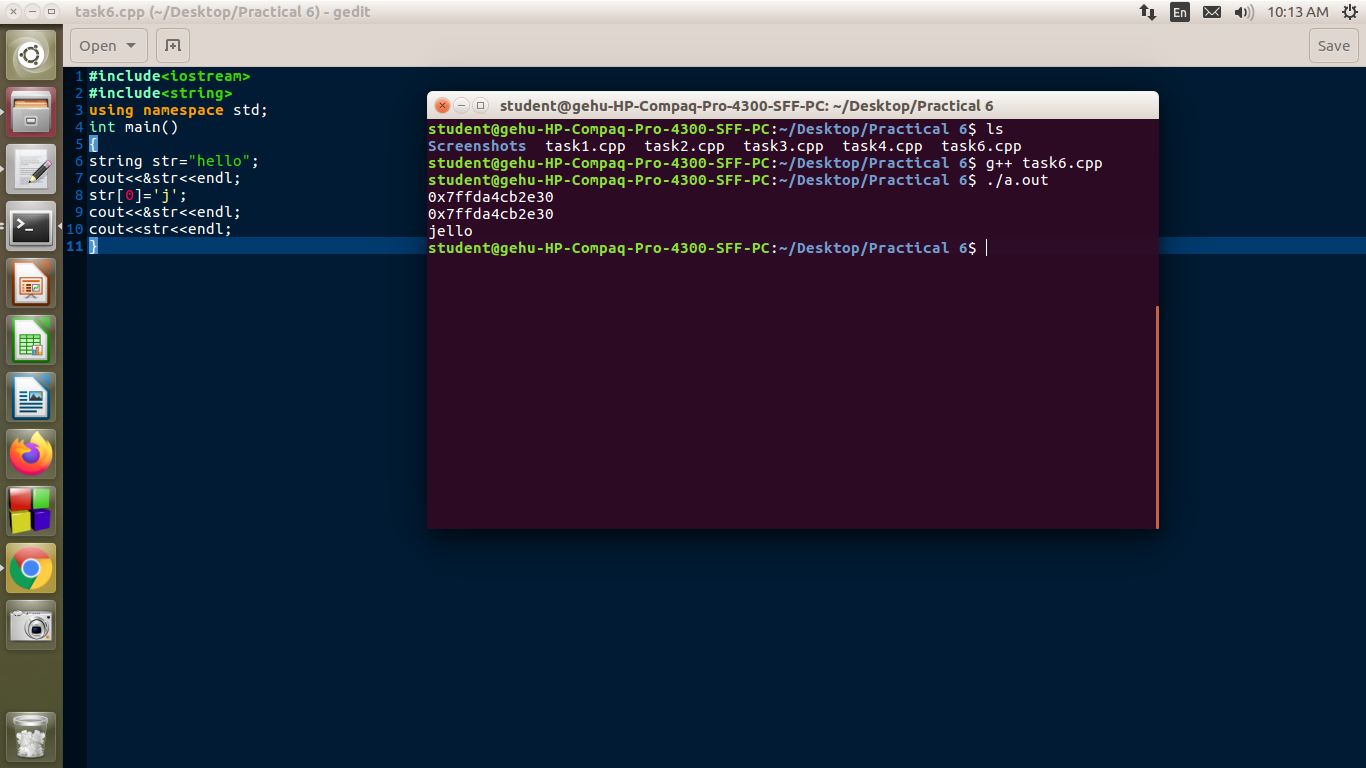 task6.cpp (~/Desktop/Practical 6) - gedit
En
10:13 AM
Open
Save
1 #include<iostream>
2 #include<string>
3 using namespace std;
4 int main()
5 {
6 string str="hello";
7 cout<<&str<<endl;
8 str[0]='j';
9 cout<<&str<<endl;
10 cout<<str<<endl;
11 }
student@gehu-HP-Compaq-Pro-4300-SFF-PC: ~/Desktop/Practical 6
student@gehu-HP-Compaq-Pro-4300-SFF-PC:~/Desktop/Practical 6$ ls
Screenshots  task1.cpp  task2.cpp  task3.cpp  task4.cpp  task6.cpp
student@gehu-HP-Compaq-Pro-4300-SFF-PC:~/Desktop/Practical 6$ g++ task6.cpp
student@gehu-HP-Compaq-Pro-4300-SFF-PC:~/Desktop/Practical 6$ ./a.out
0x7ffda4cb2e30
0x7ffda4cb2e30
jello
student@gehu-HP-Compaq-Pro-4300-SFF-PC:~/Desktop/Practical 6$